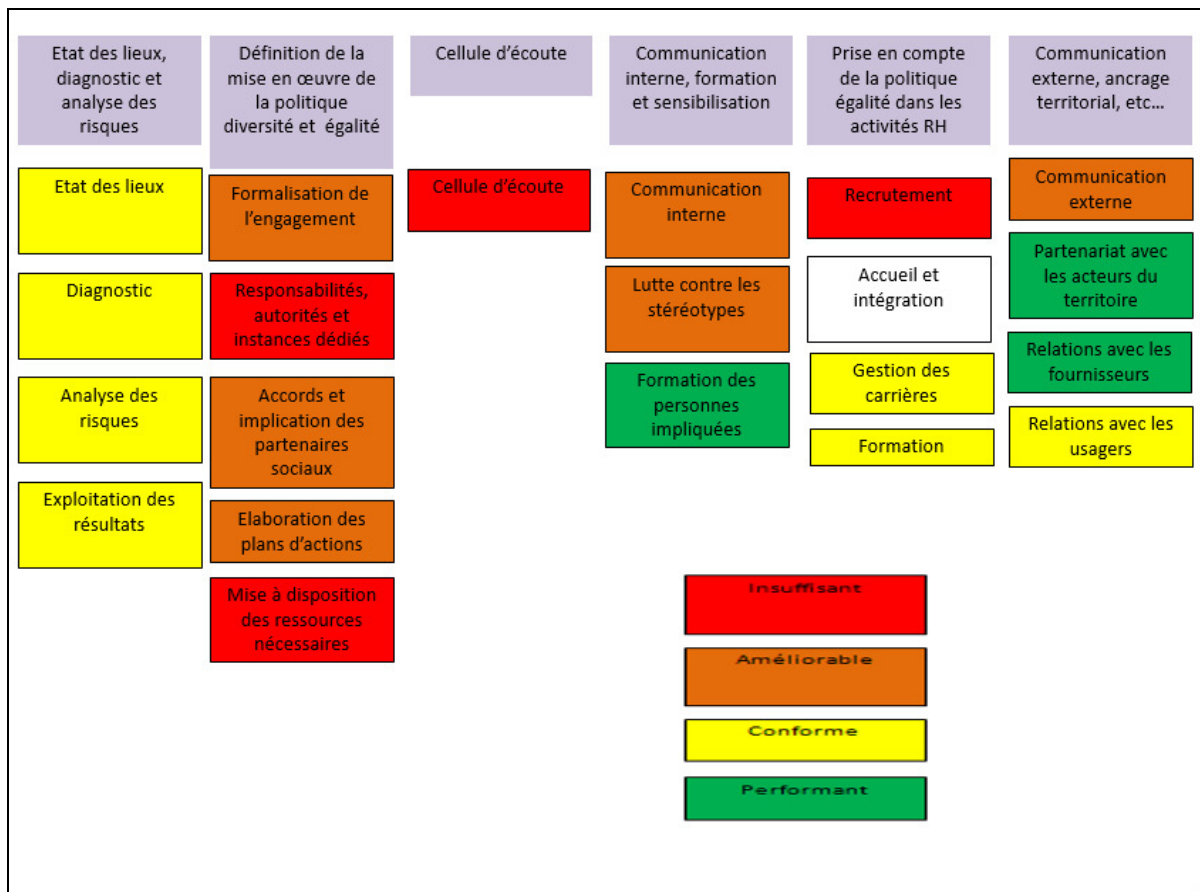 Etat des lieux,
diagnostic et
analyse des
risques
Définition de la
mise en œuvre de
la politique
diversité et égalité
Cellule d'écoute
Communication
interne, formation
et sensibilisation
Prise en compte
de la politique
égalité dans les
activités RH
Communication
externe, ancrage
territorial, etc…
Etat des lieux
Diagnostic
Analyse des
risques
Exploitation des
résultats
Formalisation de
l'engagement
Responsabilités,
autorités et
instances dédiés
Accords et
implication des
partenaires
sociaux
Elaboration des
plans d'actions
Mise à disposition
des ressources
nécessaires
Cellule d'écoute
Communication
interne
Lutte contre les
stéréotypes
Formation des
personnes
impliquées
Recrutement
Accueil et
intégration
Gestion des
carrières
Formation
Communication
externe
Partenariat avec
les acteurs du
territoire
Relations avec les
fournisseurs
Relations avec les
usagers
Insuffisant
Améliorable
Conforme
Performant